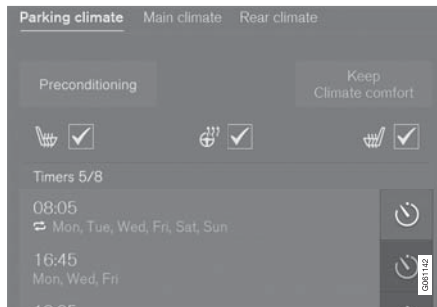 Parking climate Main climate Rear climate
Preconditioning
Keep
Climate comfort
Timers 5/8
08:05
Mon, Tue, Wed, Fri, Sat, Sun
16:45
Mon, Wed, Fri
G061142